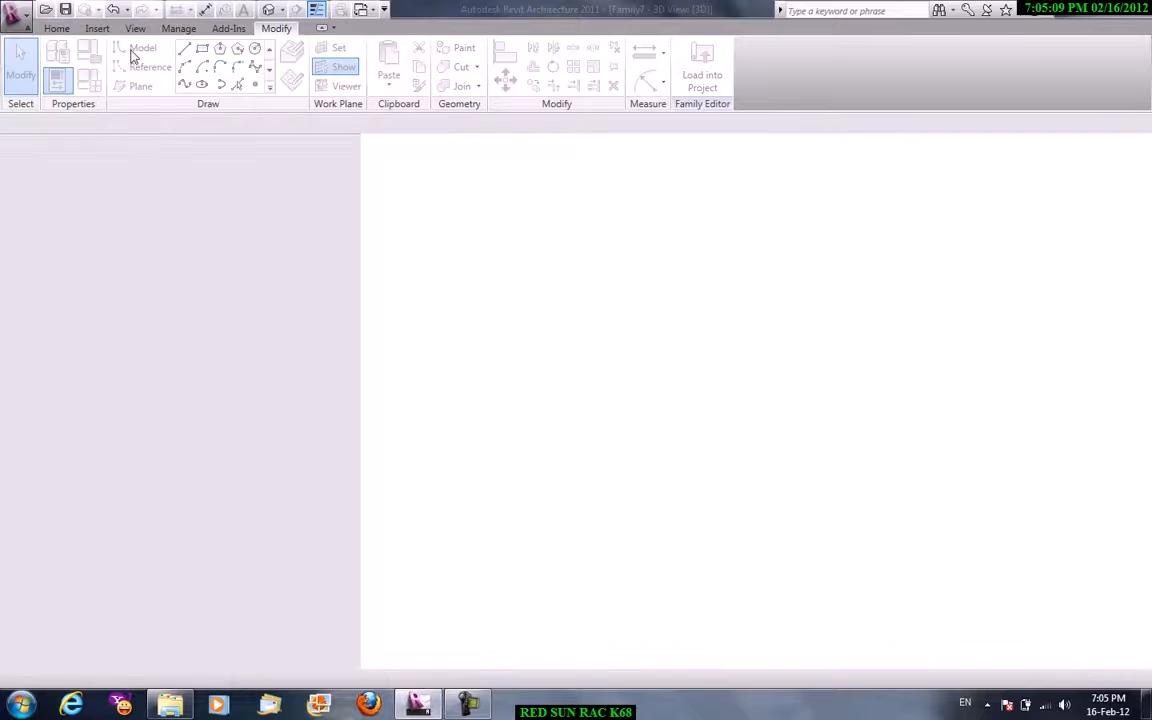 Autodesk Revit Architecture 2011 - [Family7 - 3D View: {3D}]
Type a keyword or phrase
7:05:09 PM 02/16/2012
Home Insert View Manage Add-Ins Modify
Modify
Model
Reference
Plane
Set
Show
Viewer
Paste
Paint
Cut
Join
Load into
Project
Select Properties Draw Work Plane Clipboard Geometry Modify Measure Family Editor
EN
7:05 PM
16-Feb-12
RED SUN RAC K68